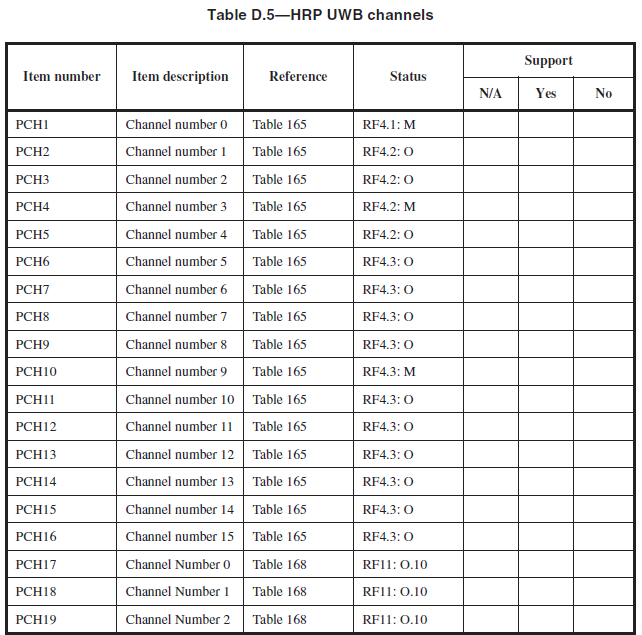 Table D.5—HRP UWB channels
Item number Item description Reference Status Support
N/A Yes No
PCH1 Channel number 0 Table 165 RF4.1: M
PCH2 Channel number 1 Table 165 RF4.2: O
PCH3 Channel number 2 Table 165 RF4.2: O
PCH4 Channel number 3 Table 165 RF4.2: M
PCH5 Channel number 4 Table 165 RF4.2: O
PCH6 Channel number 5 Table 165 RF4.3: O
PCH7 Channel number 6 Table 165 RF4.3: O
PCH8 Channel number 7 Table 165 RF4.3: O
PCH9 Channel number 8 Table 165 RF4.3: O
PCH10 Channel number 9 Table 165 RF4.3: M
PCH11 Channel number 10 Table 165 RF4.3: O
PCH12 Channel number 11 Table 165 RF4.3: O
PCH13 Channel number 12 Table 165 RF4.3: O
PCH14 Channel number 13 Table 165 RF4.3: O
PCH15 Channel number 14 Table 165 RF4.3: O
PCH16 Channel number 15 Table 165 RF4.3: O
PCH17 Channel Number 0 Table 168 RF11: O.10
PCH18 Channel Number 1 Table 168 RF11: O.10
PCH19 Channel Number 2 Table 168 RF11: O.10